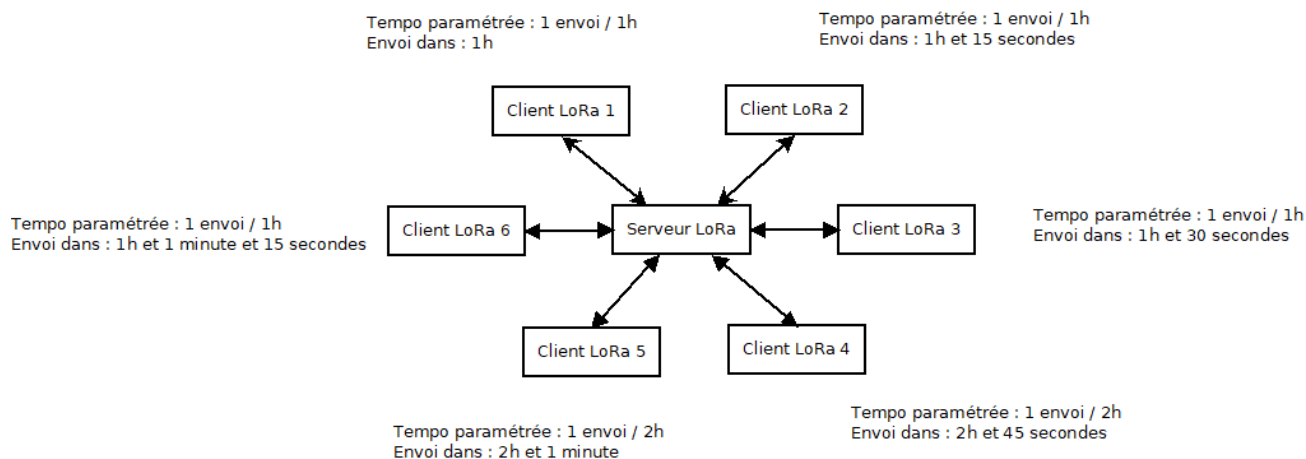 Tempo paramétrée : 1 envoi / 1h
Envoi dans : 1h
Tempo paramétrée : 1 envoi / 1h
Envoi dans : 1h et 15 secondes
Client LoRa 1
Client LoRa 2
Tempo paramétrée : 1 envoi / 1h
Envoi dans : 1h et 1 minute et 15 secondes
Client LoRa 6
Serveur LoRa
Client LoRa 3
Tempo paramétrée : 1 envoi / 1h
Envoi dans : 1h et 30 secondes
Client LoRa 5
Client LoRa 4
Tempo paramétrée : 1 envoi / 2h
Envoi dans : 2h et 1 minute
Tempo paramétrée : 1 envoi / 2h
Envoi dans : 2h et 45 secondes